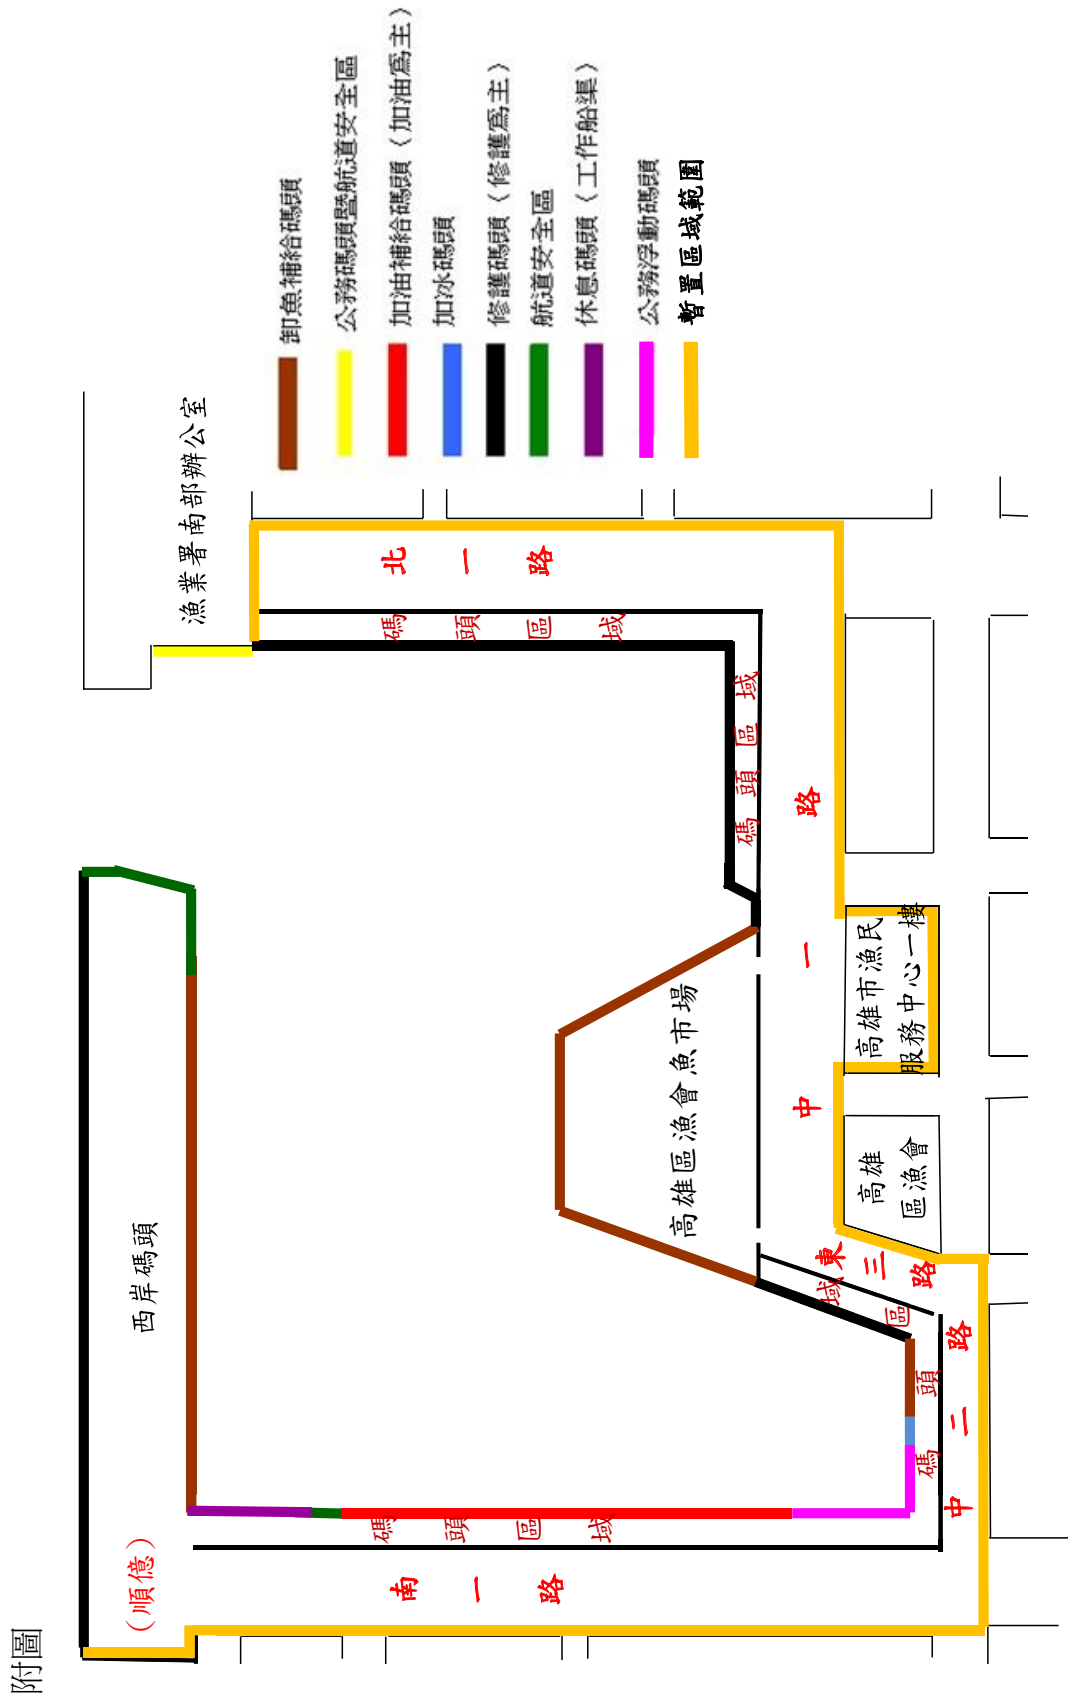 附圖
卸魚補給碼頭
公務碼頭暨航道安全區
加油補給碼頭（加油為主）
加冰碼頭
修護碼頭（修護為主）
航道安全區
休息碼頭（工作船渠）
公務浮動碼頭
暫置區域範圍
漁業署南部辦公室
北一路
碼頭區域
碼頭區域
中一路
高雄市漁民
服務中心一樓
高雄區漁會魚市場
高雄
區漁會
東三路
中二路
碼頭區域
西岸碼頭
（順億）
碼頭區域
南一路